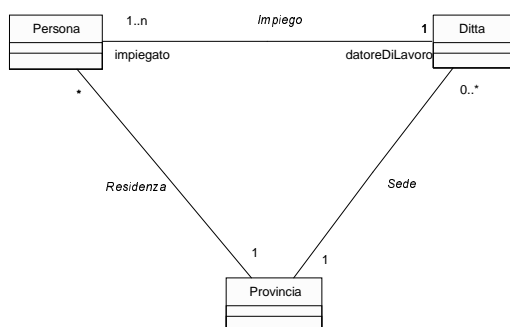 Persona
1..n
Impiego
1
Ditta
impiegato
datoreDiLavoro
*
0..*
Residenza
Sede
1
1
Provincia